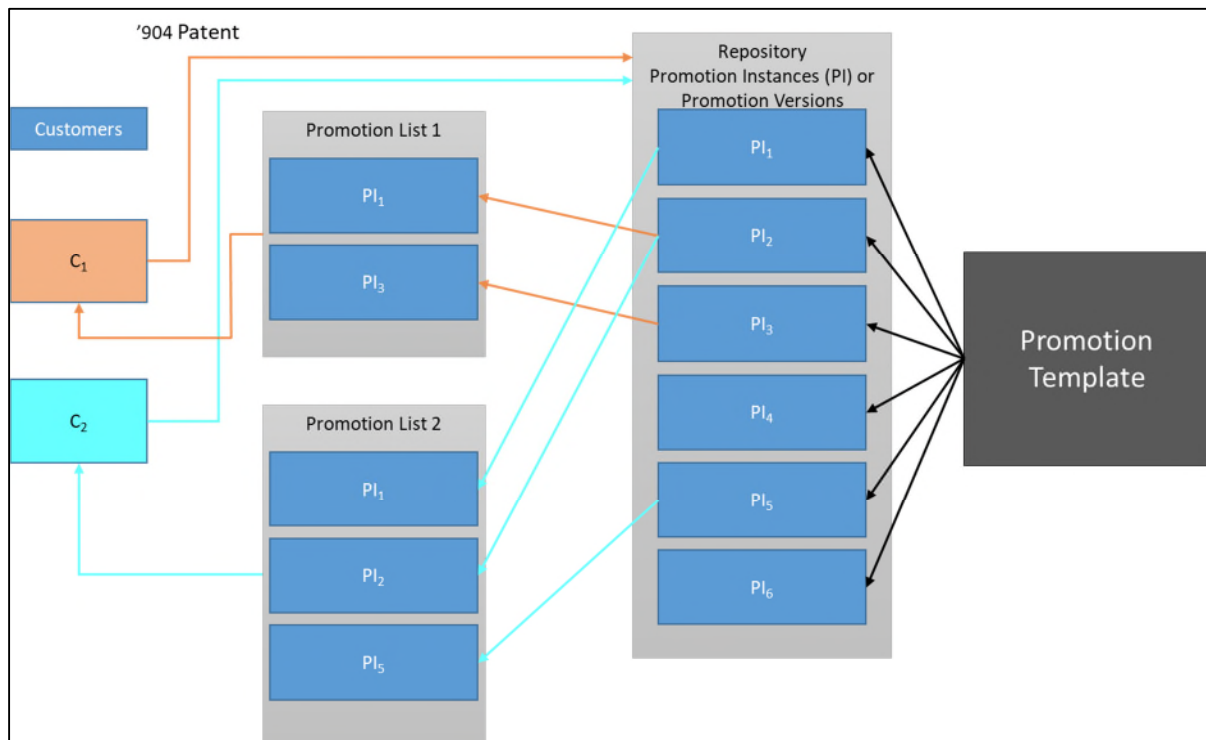 ’904 Patent
Customers
C₁
C₂
Promotion List 1
PI₁
PI₃
Promotion List 2
PI₁
PI₂
PI₅
Repository
Promotion Instances (PI) or
Promotion Versions
PI₁
PI₂
PI₃
PI₄
PI₅
PI₆
Promotion
Template